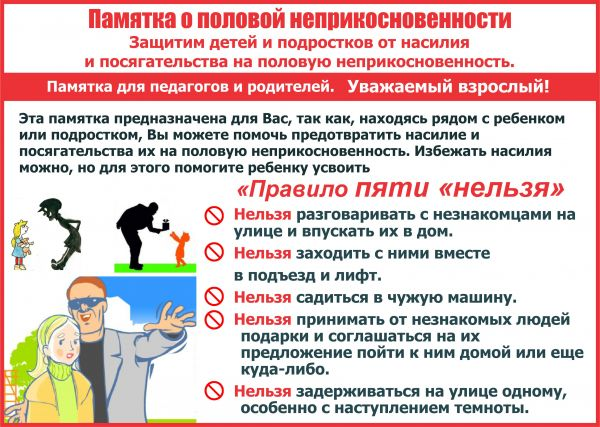 Памятка о половой неприкосновенности
Защитим детей и подростков от насилия
и посягательства на половую неприкосновенность.
Памятка для педагогов и родителей. Уважаемый взрослый!
Эта памятка предназначена для Вас, так как, находясь рядом с ребенком
или подростком, Вы можете помочь предотвратить насилие и
посягательства их на половую неприкосновенность. Избежать насилия
можно, но для этого помогите ребенку усвоить
«Правило пяти «нельзя»
Нельзя разговаривать с незнакомцами на
улице и впускать их в дом.
Нельзя заходить с ними вместе
в подъезд и лифт.
Нельзя садиться в чужую машину.
Нельзя принимать от незнакомых людей
подарки и соглашаться на их
предложение пойти к ним домой или еще
куда-либо.
Нельзя задерживаться на улице одному,
особенно с наступлением темноты.